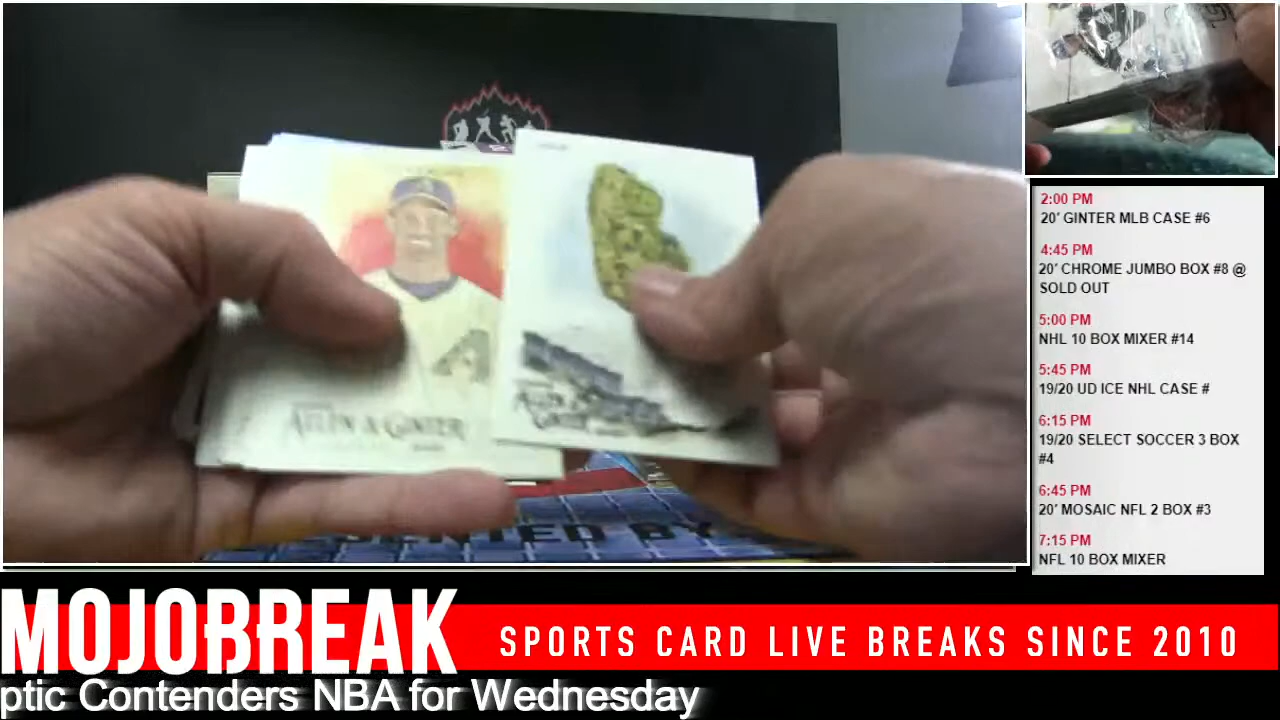 ALLEN & GINTER
ENTED BY
2:00 PM
20' GINTER MLB CASE #6
4:45 PM
20' CHROME JUMBO BOX #8 @
SOLD OUT
5:00 PM
NHL 10 BOX MIXER #14
5:45 PM
19/20 UD ICE NHL CASE #
6:15 PM
19/20 SELECT SOCCER 3 BOX
#4
6:45 PM
20' MOSAIC NFL 2 BOX #3
7:15 PM
NFL 10 BOX MIXER
MOJOBREAK
SPORTS CARD LIVE BREAKS SINCE 2010
ptic Contenders NBA for Wednesday